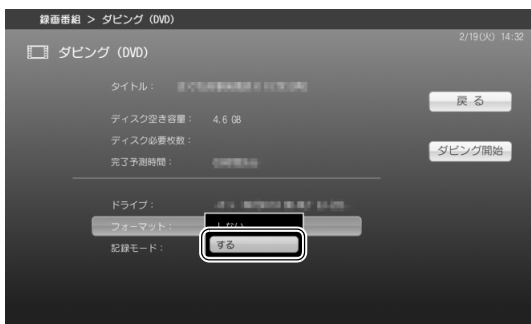 録画番組 > ダビング (DVD)
2/19(火) 14:32
ダビング (DVD)
タイトル：
戻る
ディスク空き容量： 4.6 GB
ディスク必要枚数：
ダビング開始
完了予測時間：
ドライブ：
フォーマット： しない
する
記録モード：